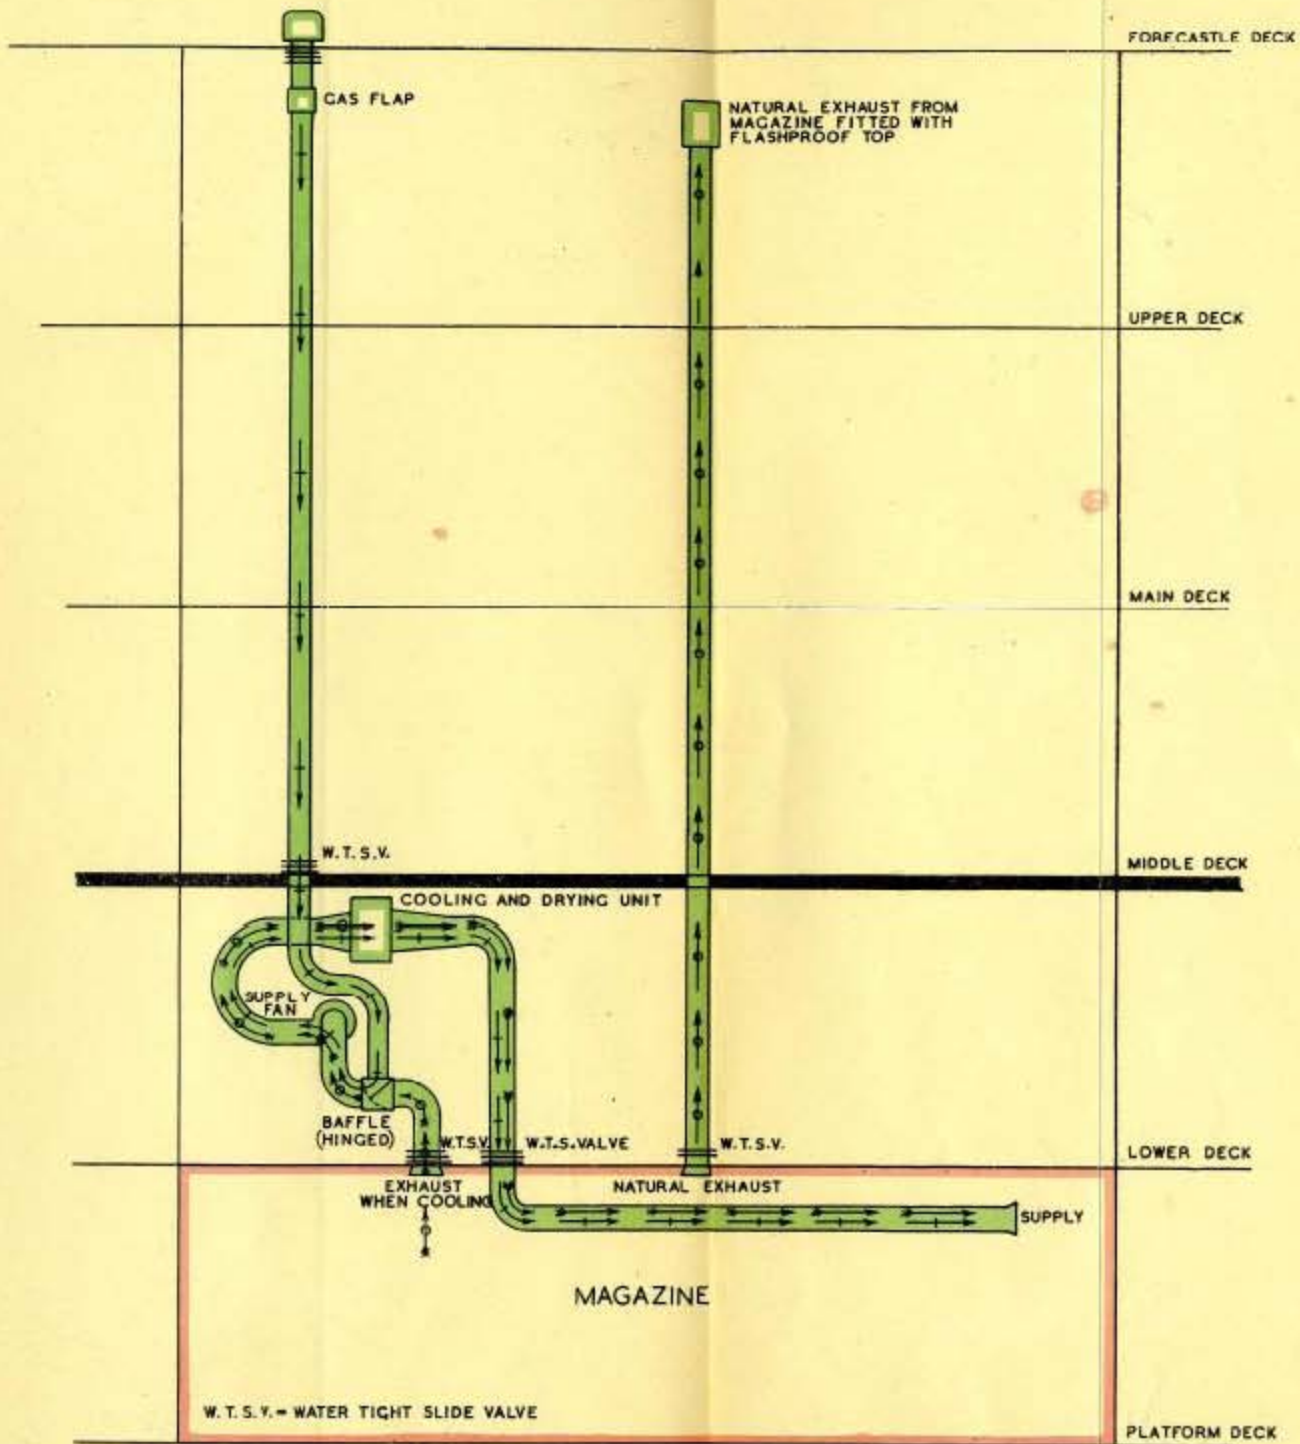 FORECASTLE DECK
GAS FLAP
NATURAL EXHAUST FROM
MAGAZINE FITTED WITH
FLASHPROOF TOP
UPPER DECK
MAIN DECK
W.T.S.V.
MIDDLE DECK
COOLING AND DRYING UNIT
SUPPLY
FAN
BAFFLE
(HINGED)
W.T.S.V.
W.T.S.VALVE
W.T.S.V.
LOWER DECK
EXHAUST
WHEN COOLING
NATURAL EXHAUST
SUPPLY
MAGAZINE
W.T.S.V.= WATER TIGHT SLIDE VALVE
PLATFORM DECK